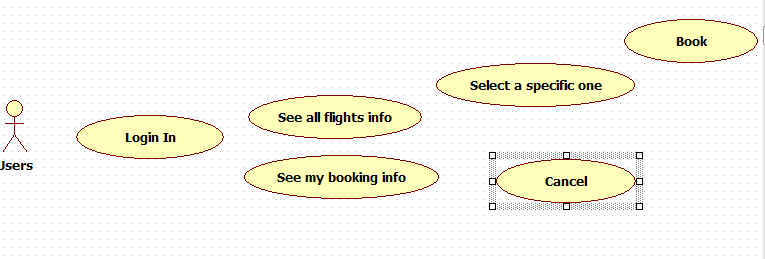 Book
Select a specific one
See all flights info
Login In
Users
See my booking info
Cancel